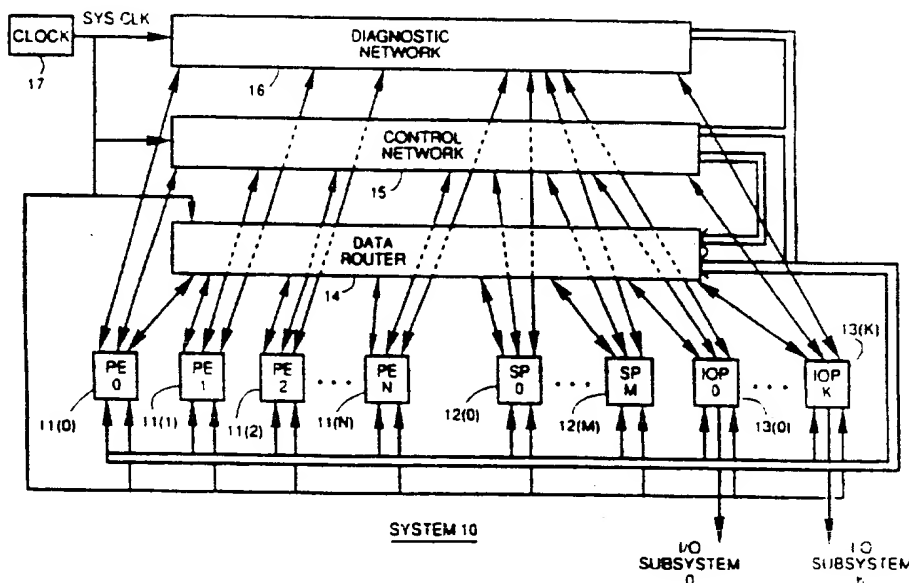 SYS CLK
CLOCK
17
DIAGNOSTIC
NETWORK
16
CONTROL
NETWORK
15
DATA
ROUTER
14
13(K)
PE
0
PE
1
PE
2
PE
N
SP
0
SP
M
IOP
0
IOP
K
11(0)
11(1)
11(2)
11(N)
12(0)
12(M)
13(0)
SYSTEM 10
I/O
SUBSYSTEM
0
I O
SUBSYSTEM